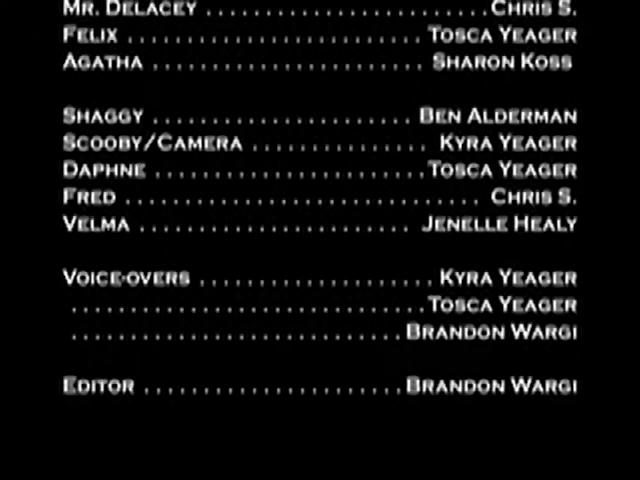 MR. DELACEY ......................... CHRIS S.
FELIX ............................ TOSCA YEAGER
AGATHA ......................... SHARON KOSS
SHAGGY ........................ BEN ALDERMAN
SCOOBY/CAMERA ................ KYRA YEAGER
DAPHNE ......................... TOSCA YEAGER
FRED ................................. CHRIS S.
VELMA ......................... JENELLE HEALY
VOICE-OVERS ...................... KYRA YEAGER
................................. TOSCA YEAGER
............................... BRANDON WARGI
EDITOR ........................ BRANDON WARGI